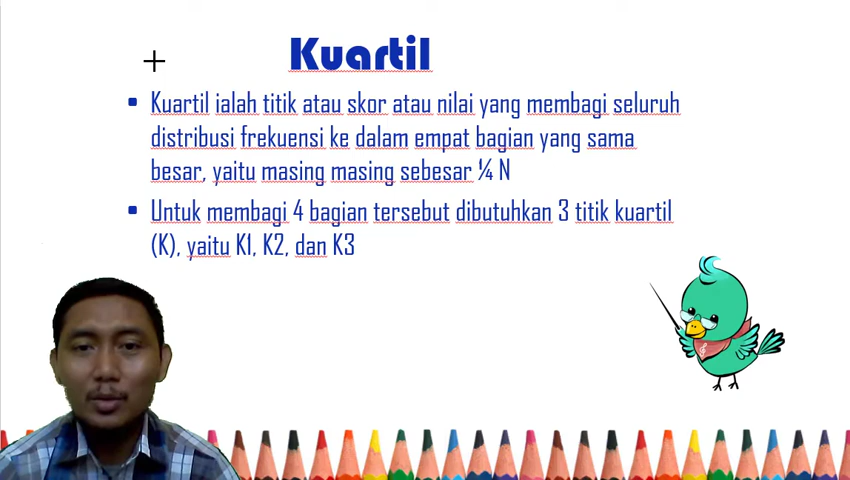 Kuartil
• Kuartil ialah titik atau skor atau nilai yang membagi seluruh
distribusi frekuensi ke dalam empat bagian yang sama
besar, yaitu masing masing sebesar ¼ N
• Untuk membagi 4 bagian tersebut dibutuhkan 3 titik kuartil
(K), yaitu K1, K2, dan K3